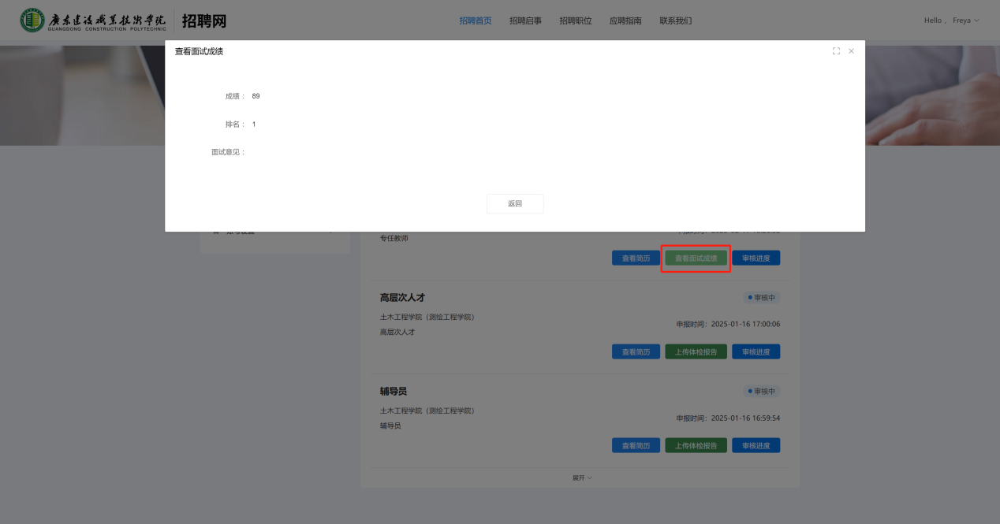 广东建设职业技术学院
GUANGDONG CONSTRUCTION POLYTECHNIC
招聘网
招聘首页 招聘启事 招聘职位 应聘指南 联系我们
Hello， Freya
查看面试成绩
成绩： 89
排名： 1
面试意见：
返回
专任教师
查看简历 查看面试成绩 审核进度
高层次人才 审核中
土木工程学院（测绘工程学院）
申报时间：2025-01-16 17:00:06
高层次人才
查看简历 上传体检报告 审核进度
辅导员 审核中
土木工程学院（测绘工程学院）
申报时间：2025-01-16 16:59:54
辅导员
查看简历 上传体检报告 审核进度
展开